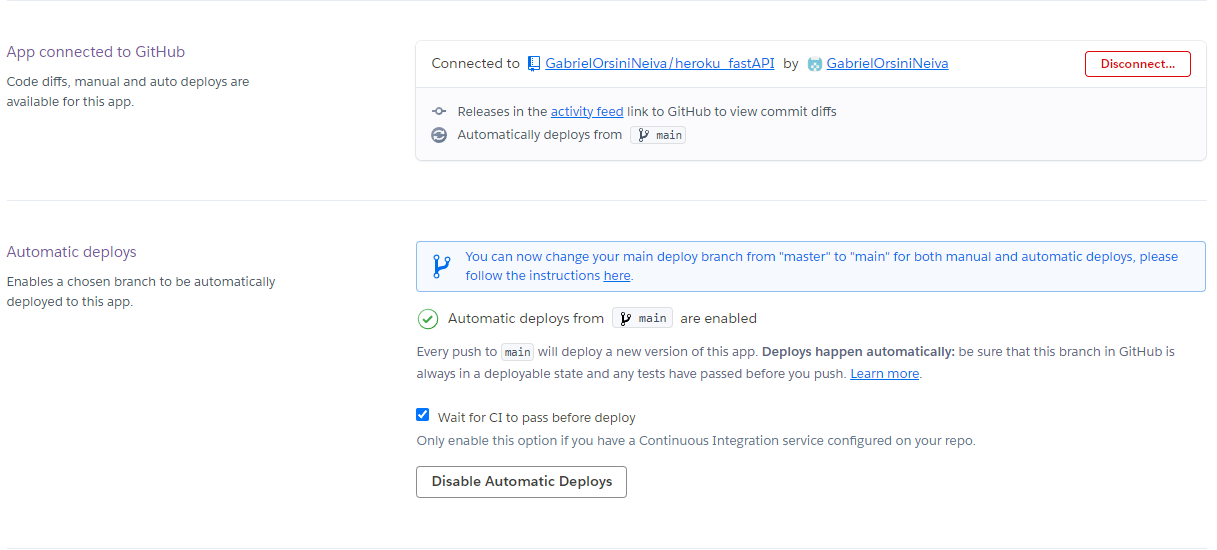 App connected to GitHub
Code diffs, manual and auto deploys are
available for this app.
Connected to GabrielOrsiniNeiva/heroku_fastAPI by GabrielOrsiniNeiva
Disconnect...
Releases in the activity feed link to GitHub to view commit diffs
Automatically deploys from main
Automatic deploys
Enables a chosen branch to be automatically
deployed to this app.
You can now change your main deploy branch from "master" to "main" for both manual and automatic deploys, please
follow the instructions here.
Automatic deploys from main are enabled
Every push to main will deploy a new version of this app. Deploys happen automatically: be sure that this branch in GitHub is
always in a deployable state and any tests have passed before you push. Learn more.
Wait for CI to pass before deploy
Only enable this option if you have a Continuous Integration service configured on your repo.
Disable Automatic Deploys